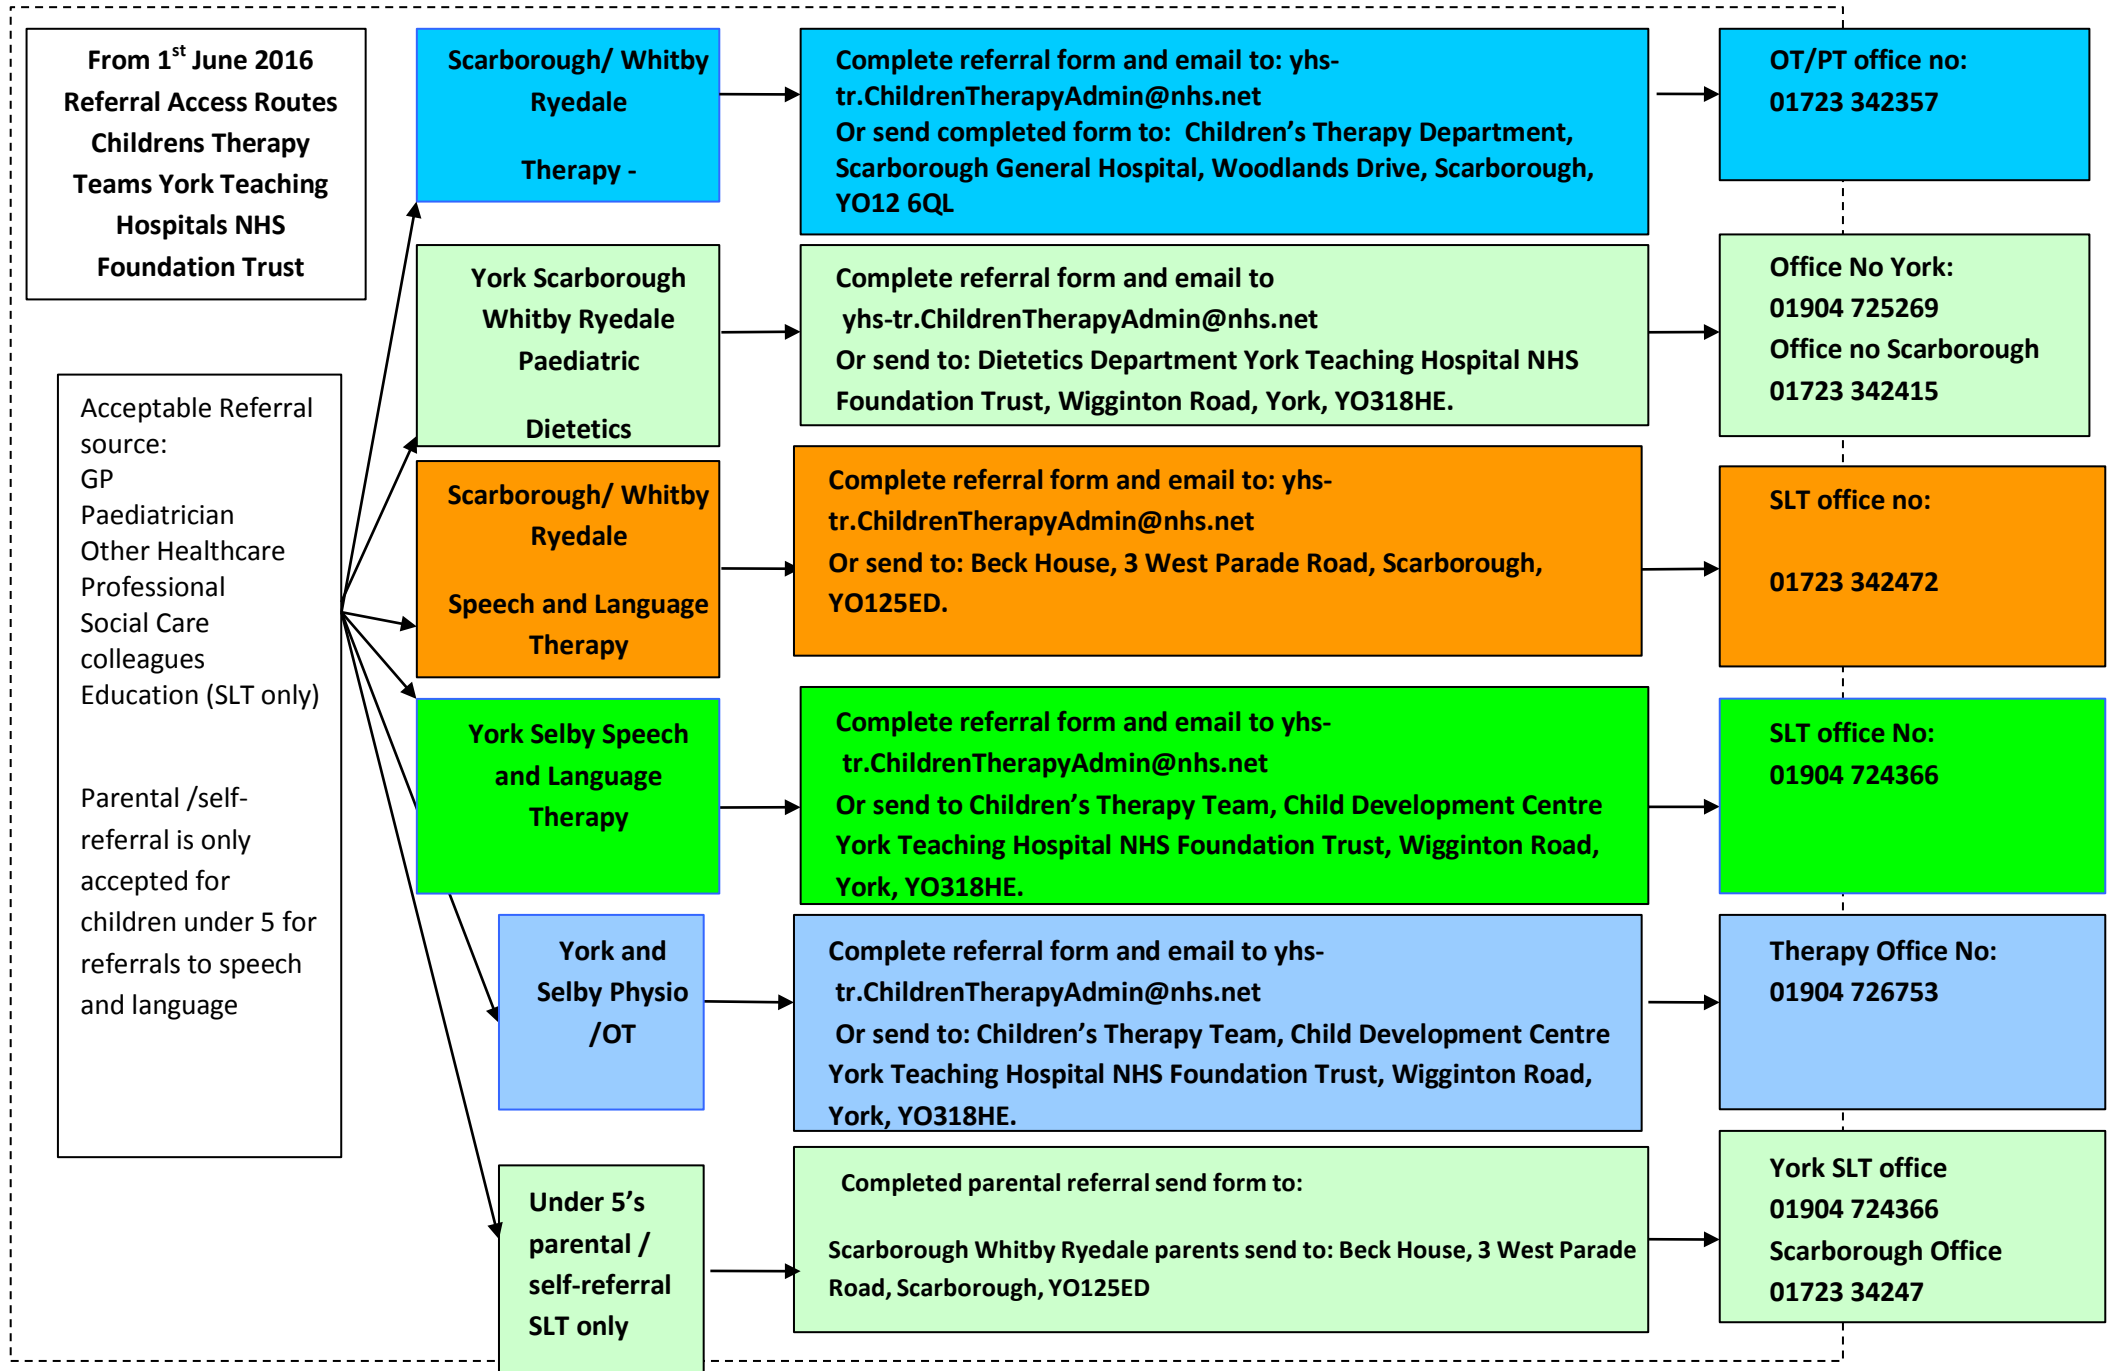 From 1st June 2016
Referral Access Routes
Childrens Therapy
Teams York Teaching
Hospitals NHS
Foundation Trust
Acceptable Referral
source:
GP
Paediatrician
Other Healthcare
Professional
Social Care
colleagues
Education (SLT only)
Parental /self-
referral is only
accepted for
children under 5 for
referrals to speech
and language
Scarborough/ Whitby
Ryedale
Therapy -
Complete referral form and email to: yhs-
tr.ChildrenTherapyAdmin@nhs.net
Or send completed form to: Children’s Therapy Department,
Scarborough General Hospital, Woodlands Drive, Scarborough,
YO12 6QL
OT/PT office no:
01723 342357
York Scarborough
Whitby Ryedale
Paediatric
Dietetics
Complete referral form and email to
yhs-tr.ChildrenTherapyAdmin@nhs.net
Or send to: Dietetics Department York Teaching Hospital NHS
Foundation Trust, Wigginton Road, York, YO318HE.
Office No York:
01904 725269
Office no Scarborough
01723 342415
Scarborough/ Whitby
Ryedale
Speech and Language
Therapy
Complete referral form and email to: yhs-
tr.ChildrenTherapyAdmin@nhs.net
Or send to: Beck House, 3 West Parade Road, Scarborough,
YO125ED.
SLT office no:
01723 342472
York Selby Speech
and Language
Therapy
Complete referral form and email to yhs-
tr.ChildrenTherapyAdmin@nhs.net
Or send to Children’s Therapy Team, Child Development Centre
York Teaching Hospital NHS Foundation Trust, Wigginton Road,
York, YO318HE.
SLT office No:
01904 724366
York and
Selby Physio
/OT
Complete referral form and email to yhs-
tr.ChildrenTherapyAdmin@nhs.net
Or send to: Children’s Therapy Team, Child Development Centre
York Teaching Hospital NHS Foundation Trust, Wigginton Road,
York, YO318HE.
Therapy Office No:
01904 726753
Under 5’s
parental /
self-referral
SLT only
Completed parental referral send form to:
Scarborough Whitby Ryedale parents send to: Beck House, 3 West Parade
Road, Scarborough, YO125ED
York SLT office
01904 724366
Scarborough Office
01723 34247